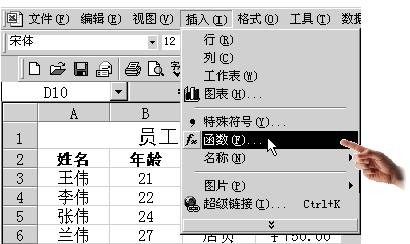 文件(F) 编辑(E) 视图(V) 插入(I) 格式(O) 工具(T) 数据
宋体 12
行(R)
列(C)
工作表(W)
图表(H)...
特殊符号(Y)...
函数(F)...
名称(N)
图片(P)
超级链接(I)... Ctrl+K
D10
A B
1 员工
2 姓名 年龄
3 王伟 21
4 李伟 22
5 张伟 24
6 兰伟 27